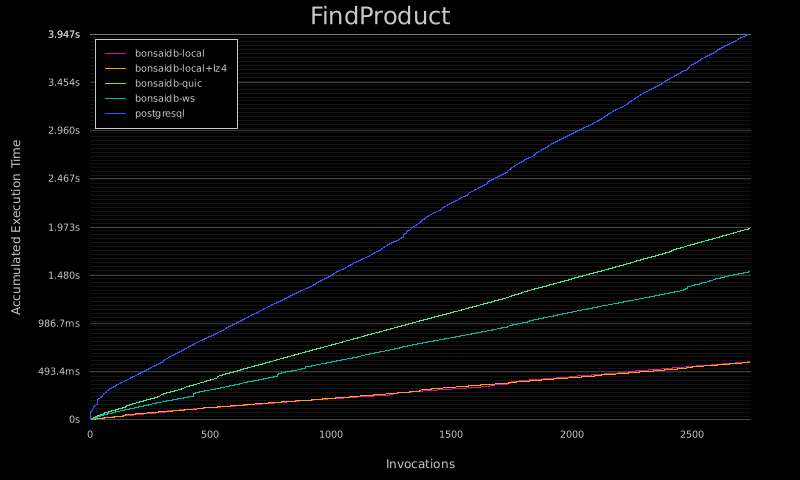 FindProduct
3.947s
3.454s
2.960s
2.467s
1.973s
1.480s
986.7ms
493.4ms
0s
Accumulated Execution Time
bonsaidb-local
bonsaidb-local+lz4
bonsaidb-quic
bonsaidb-ws
postgresql
0
500
1000
1500
2000
2500
Invocations